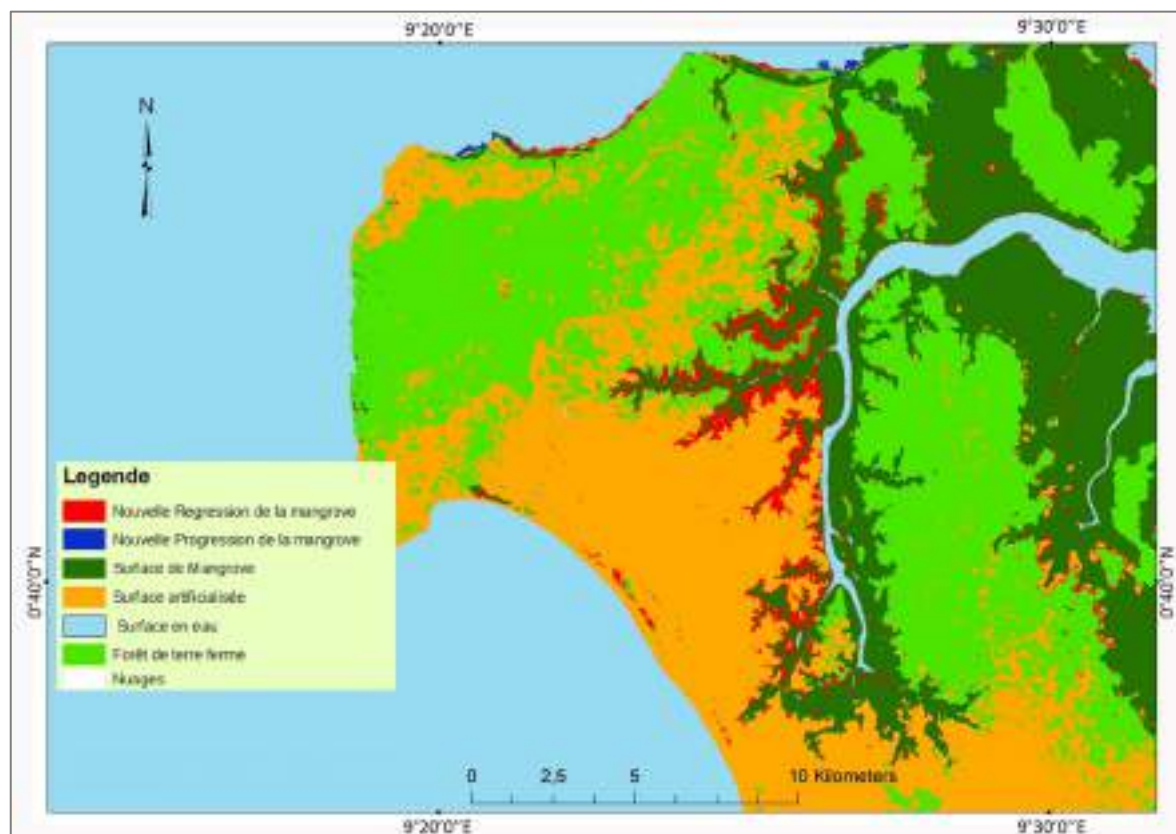 9°20'0"E 9°30'0"E
N
Legende
Nouvelle Regression de la mangrove
Nouvelle Progression de la mangrove
Surface de Mangrove
Surface artificialisée
Surface en eau
Forêt de terre ferme
Nuages
0°40'0"N 0°40'0"N
0 2,5 5 10 Kilometers
9°20'0"E 9°30'0"E